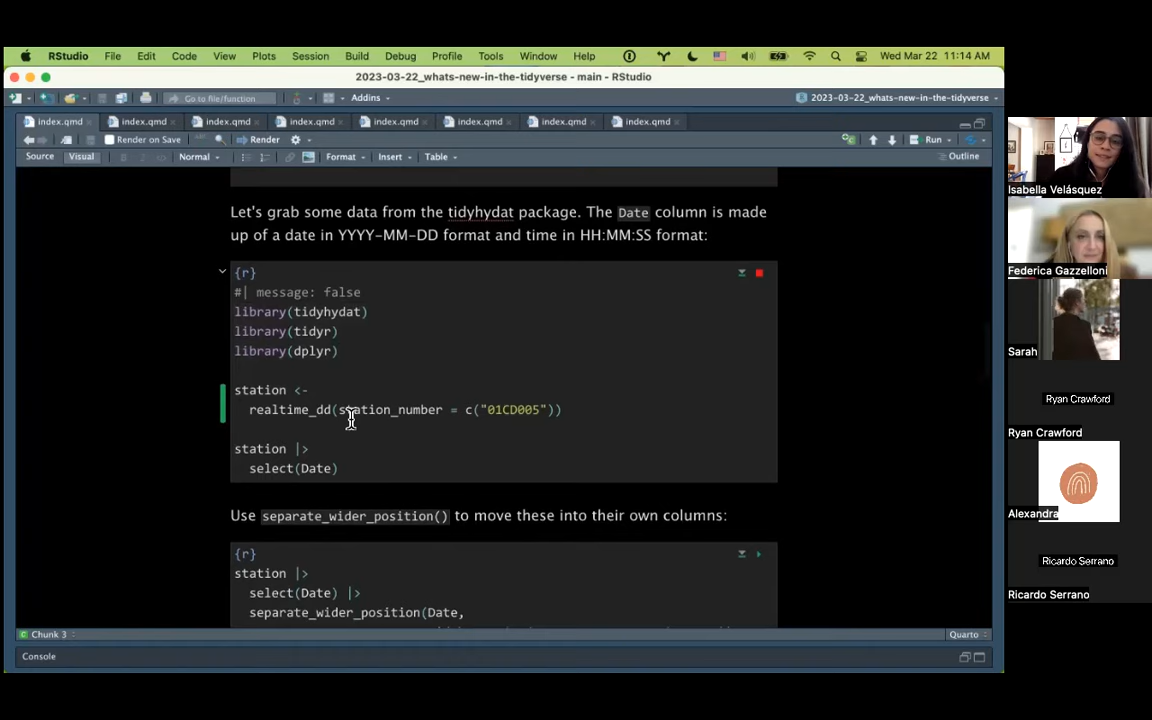 RStudio File Edit Code View Plots Session Build Debug Profile Tools Window Help Wed Mar 22 11:14 AM
2023-03-22_whats-new-in-the-tidyverse - main - RStudio
Go to file/function Addins 2023-03-22_whats-new-in-the-tidyverse
index.qmd index.qmd index.qmd index.qmd index.qmd index.qmd index.qmd index.qmd
Render on Save Render Run
Source Visual Normal Format Insert Table Outline
Let's grab some data from the tidyhydat package. The Date column is made
up of a date in YYYY-MM-DD format and time in HH:MM:SS format:
{r}
#| message: false
library(tidyhydat)
library(tidyr)
library(dplyr)
station <-
realtime_dd(station_number = c("01CD005"))
station |>
select(Date)
Use separate_wider_position() to move these into their own columns:
{r}
station |>
select(Date) |>
separate_wider_position(Date,
Chunk 3 Quarto
Console
Isabella Velásquez
Federica Gazzelloni
Sarah
Ryan Crawford
Ryan Crawford
Alexandra
Ricardo Serrano
Ricardo Serrano